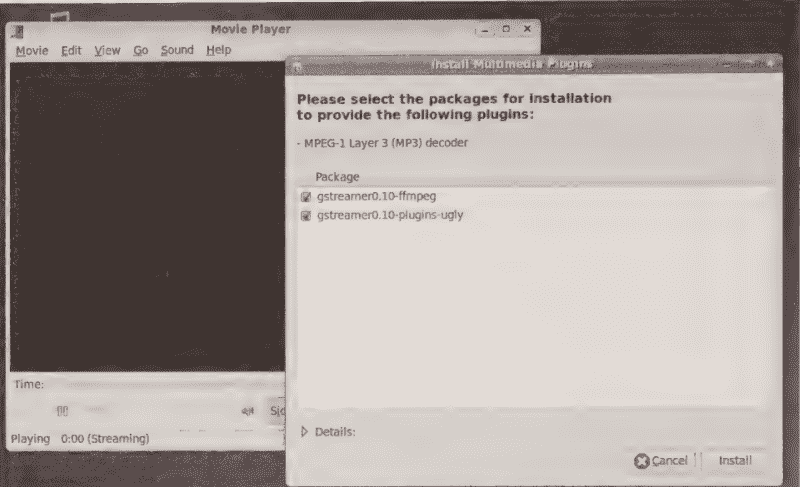 Movie Player
Movie Edit View Go Sound Help
Install Multimedia Plugins
Please select the packages for installation
to provide the following plugins:
- MPEG-1 Layer 3 (MP3) decoder
Package
gstreamer0.10-ffmpeg
gstreamer0.10-plugins-ugly
Time:
Details:
Playing 0:00 (Streaming)
Cancel
Install